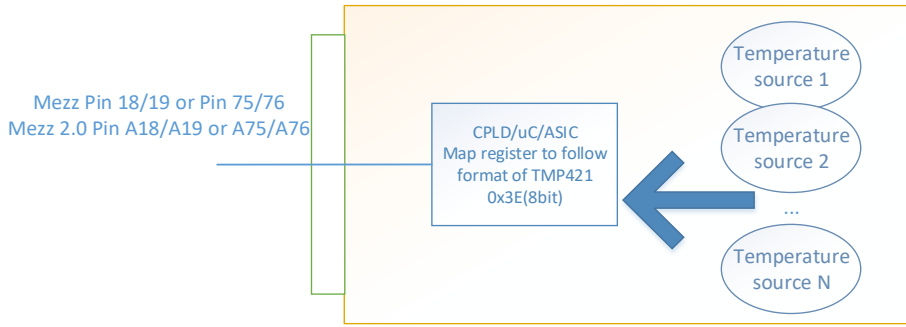 Mezz Pin 18/19 or Pin 75/76
Mezz 2.0 Pin A18/A19 or A75/A76
CPLD/uC/ASIC
Map register to follow
format of TMP421
0x3E(8bit)
Temperature
source 1
Temperature
source 2
...
Temperature
source N